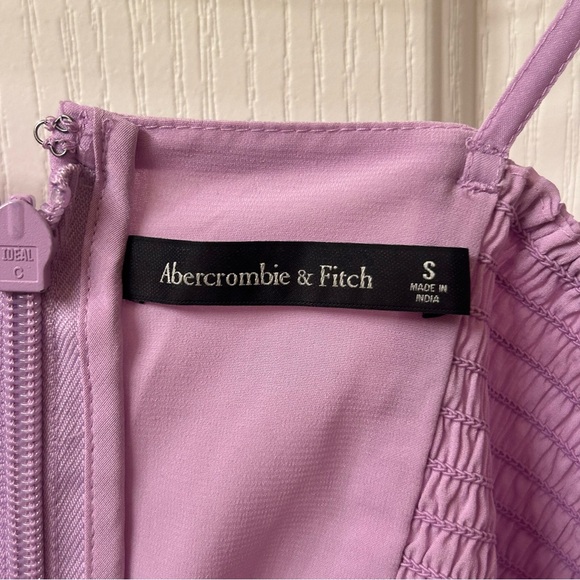 IDEAL
C
Abercrombie & Fitch
S
MADE IN
INDIA